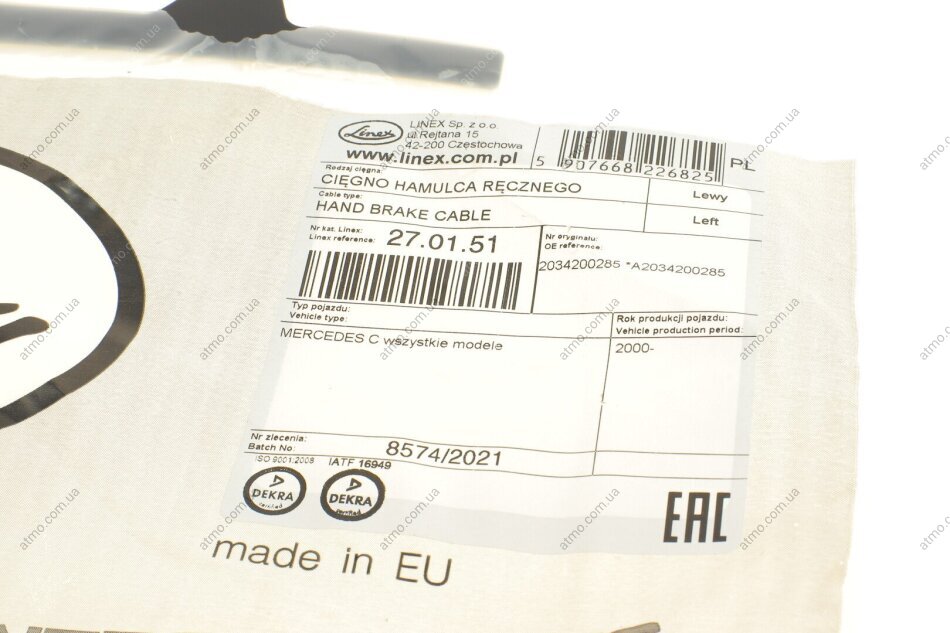 Linex
LINEX Sp. z o.o.
ul.Rejtana 15
42-200 Częstochowa
www.linex.com.pl
5 907668 226825
PL
Rodzaj cięgna:
CIĘGNO HAMULCA RĘCZNEGO
Lewy
Cable type:
HAND BRAKE CABLE
Left
Nr kat. Linex:
Linex reference:
27.01.51
Nr oryginału:
OE reference:
2034200285 *A2034200285
Typ pojazdu:
Vehicle type:
Rok produkcji pojazdu:
Vehicle production period:
MERCEDES C wszystkie modele
2000-
Nr zlecenia:
Batch No:
8574/2021
ISO 9001:2008
IATF 16949
DEKRA
certified
DEKRA
certified
EAC
made in EU
atmo.com.ua